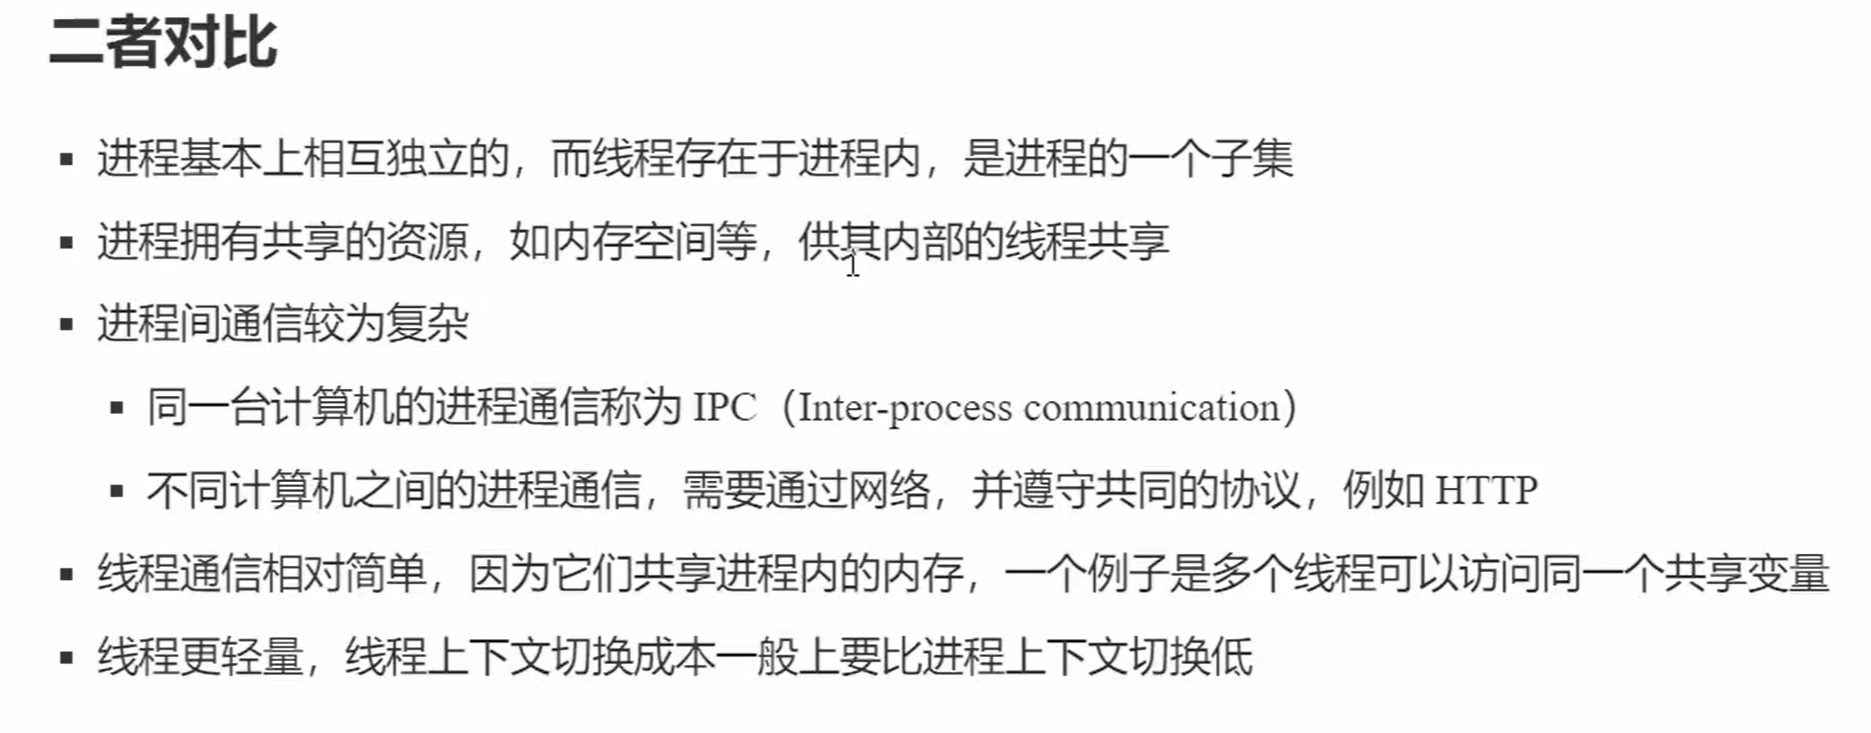 二者对比
进程基本上相互独立的，而线程存在于进程内，是进程的一个子集
进程拥有共享的资源，如内存空间等，供其内部的线程共享
进程间通信较为复杂
同一台计算机的进程通信称为 IPC（Inter-process communication）
不同计算机之间的进程通信，需要通过网络，并遵守共同的协议，例如 HTTP
线程通信相对简单，因为它们共享进程内的内存，一个例子是多个线程可以访问同一个共享变量
线程更轻量，线程上下文切换成本一般上要比进程上下文切换低